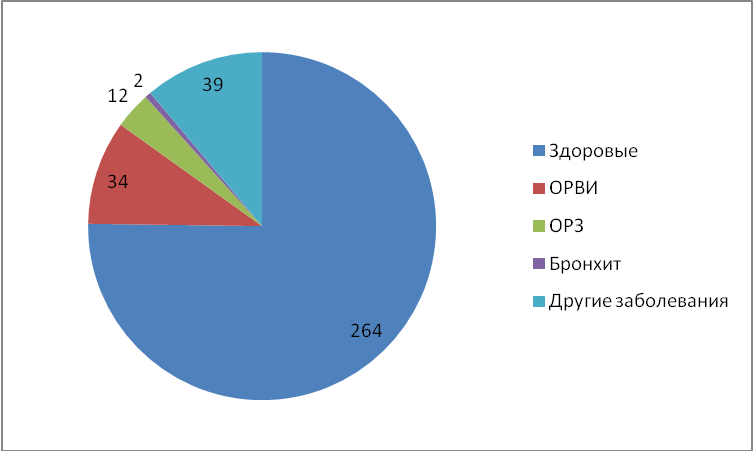 2
39
12
34
264
Здоровые
ОРВИ
ОРЗ
Бронхит
Другие заболевания